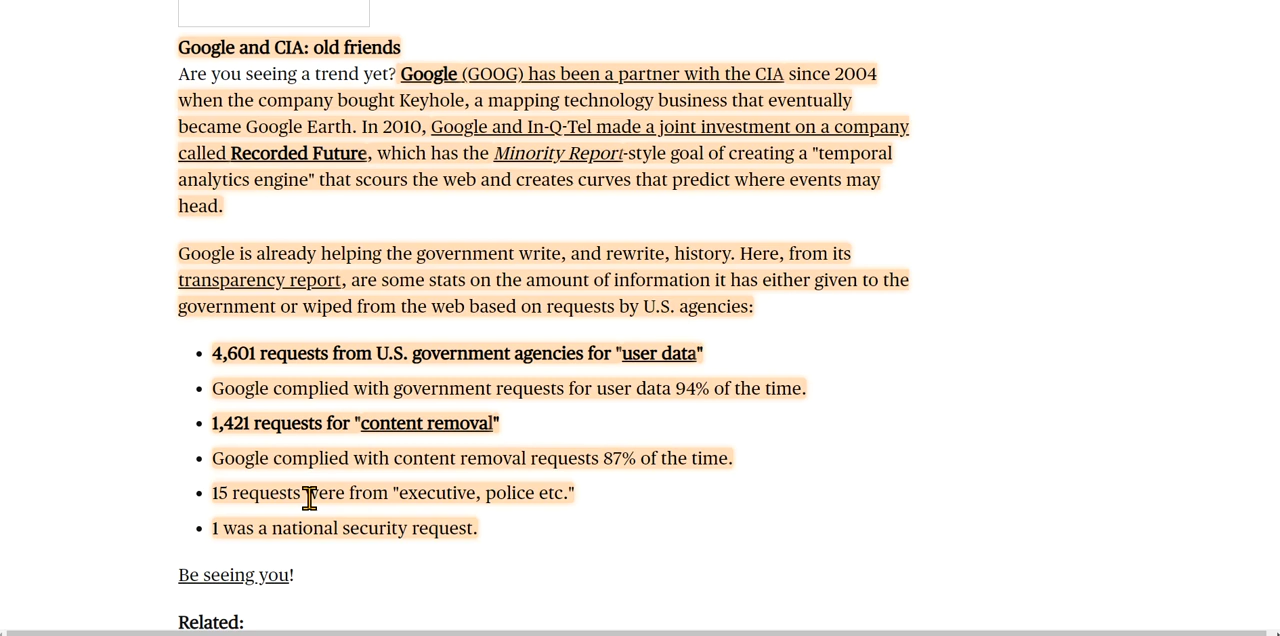 Google and CIA: old friends
Are you seeing a trend yet? Google (GOOG) has been a partner with the CIA since 2004
when the company bought Keyhole, a mapping technology business that eventually
became Google Earth. In 2010, Google and In-Q-Tel made a joint investment on a company
called Recorded Future, which has the Minority Report-style goal of creating a "temporal
analytics engine" that scours the web and creates curves that predict where events may
head.
Google is already helping the government write, and rewrite, history. Here, from its
transparency report, are some stats on the amount of information it has either given to the
government or wiped from the web based on requests by U.S. agencies:
• 4,601 requests from U.S. government agencies for "user data"
• Google complied with government requests for user data 94% of the time.
• 1,421 requests for "content removal"
• Google complied with content removal requests 87% of the time.
• 15 requests were from "executive, police etc."
• 1 was a national security request.
Be seeing you!
Related: